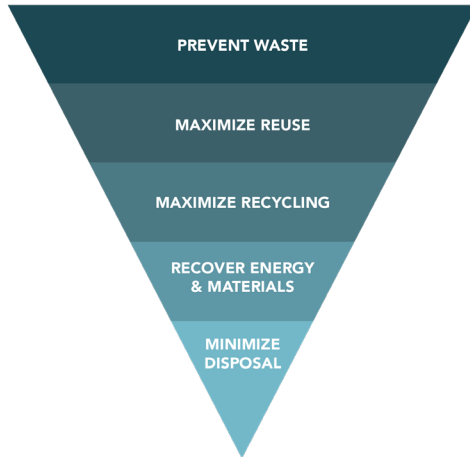 PREVENT WASTE
MAXIMIZE REUSE
MAXIMIZE RECYCLING
RECOVER ENERGY
& MATERIALS
MINIMIZE
DISPOSAL